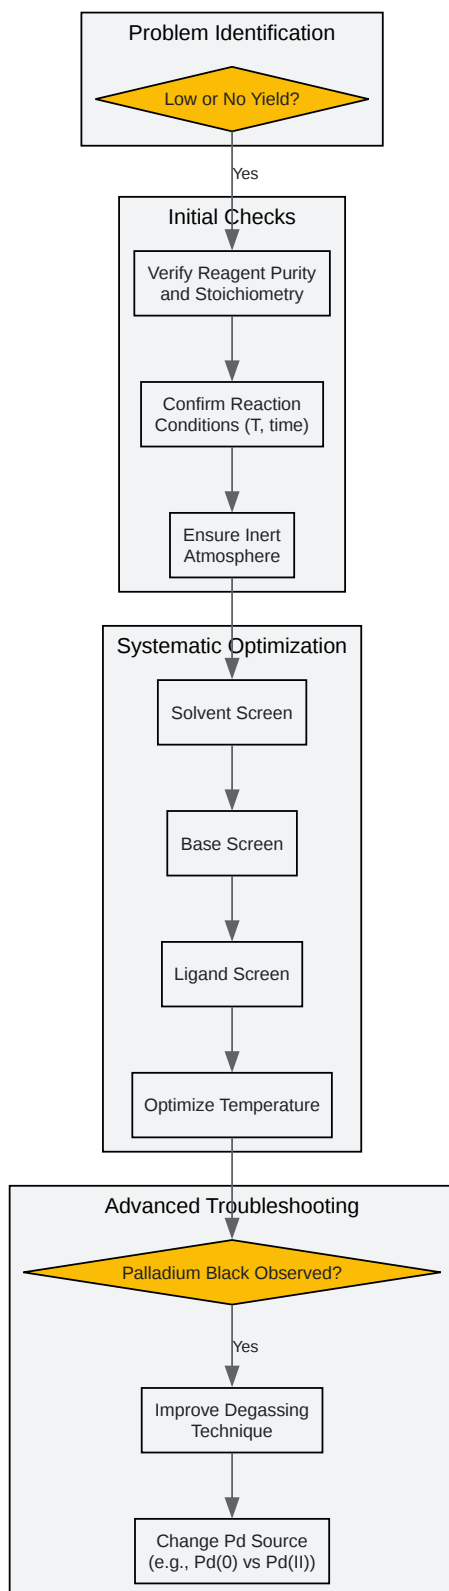 Problem Identification
Low or No Yield?
Yes
Initial Checks
Verify Reagent Purity
and Stoichiometry
Confirm Reaction
Conditions (T, time)
Ensure Inert
Atmosphere
Systematic Optimization
Solvent Screen
Base Screen
Ligand Screen
Optimize Temperature
Advanced Troubleshooting
Palladium Black Observed?
Yes
Improve Degassing
Technique
Change Pd Source
(e.g., Pd(0) vs Pd(II))